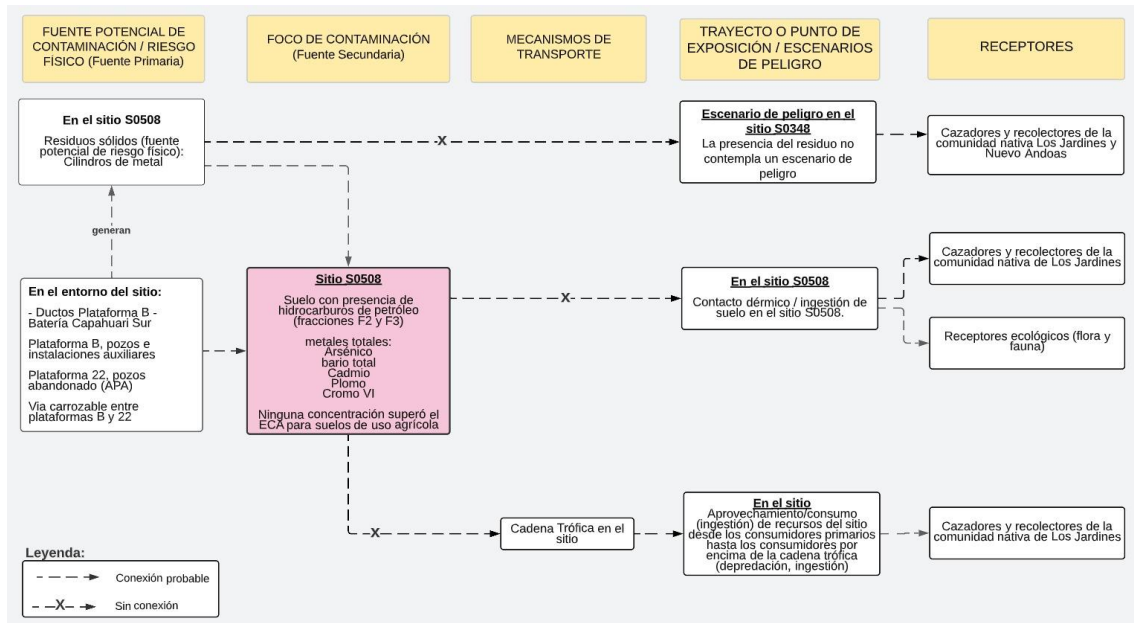 FUENTE POTENCIAL DE
CONTAMINACIÓN / RIESGO
FÍSICO (Fuente Primaria)
FOCO DE CONTAMINACIÓN
(Fuente Secundaria)
MECANISMOS DE
TRANSPORTE
TRAYECTO O PUNTO DE
EXPOSICIÓN / ESCENARIOS
DE PELIGRO
RECEPTORES
En el sitio S0508
Residuos sólidos (fuente
potencial de riesgo físico):
Cilindros de metal
X
Escenario de peligro en el
sitio S0348
La presencia del residuo no
contempla un escenario de
peligro
Cazadores y recolectores de la
comunidad nativa Los Jardines y
Nuevo Andoas
generan
En el entorno del sitio:
- Ductos Plataforma B -
Batería Capahuari Sur
Plataforma B, pozos e
instalaciones auxiliares
Plataforma 22, pozos
abandonado (APA)
Via carrozable entre
plataformas B y 22
Sitio S0508
Suelo con presencia de
hidrocarburos de petróleo
(fracciones F2 y F3)
metales totales:
Arsénico
bario total
Cadmio
Plomo
Cromo VI
Ninguna concentración superó el
ECA para suelos de uso agrícola
X
En el sitio S0508
Contacto dérmico / ingestión de
suelo en el sitio S0508.
Cazadores y recolectores de la
comunidad nativa de Los Jardines
Receptores ecológicos (flora y
fauna)
X
Cadena Trófica en el
sitio
En el sitio
Aprovechamiento/consumo
(ingestión) de recursos del sitio
desde los consumidores primarios
hasta los consumidores por
encima de la cadena trófica
(depredación, ingestión)
Cazadores y recolectores de la
comunidad nativa de Los Jardines
Leyenda:
Conexión probable
X
Sin conexión